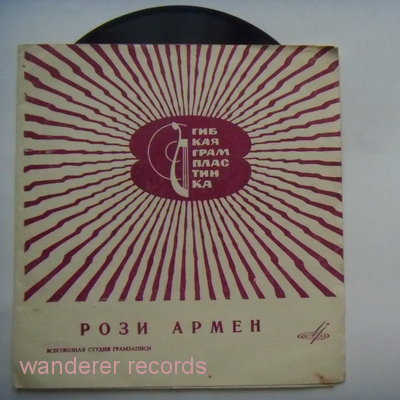 ГИБ
КАЯ
ГРАМ
ПЛАС
ТИН
КА
РОЗИ АРМЕН
ВСЕСОЮЗНАЯ СТУДИЯ ГРАМЗАПИСИ
wanderer records